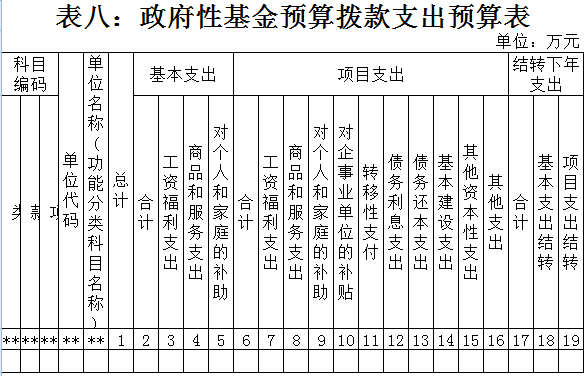 表八：政府性基金预算拨款支出预算表
单位：万元
科目编码
基本支出
项目支出
结转下年支出
类
款
项
单位代码
单位名称（功能分类科目名称）
总计
合计
工资福利支出
商品和服务支出
对个人和家庭的补助
合计
工资福利支出
商品和服务支出
对个人和家庭的补助
对企事业单位的补贴
转移性支付
债务利息支出
债务还本支出
基本建设支出
其他资本性支出
其他支出
合计
基本支出结转
项目支出结转
** ** ** ** ** 1 2 3 4 5 6 7 8 9 10 11 12 13 14 15 16 17 18 19